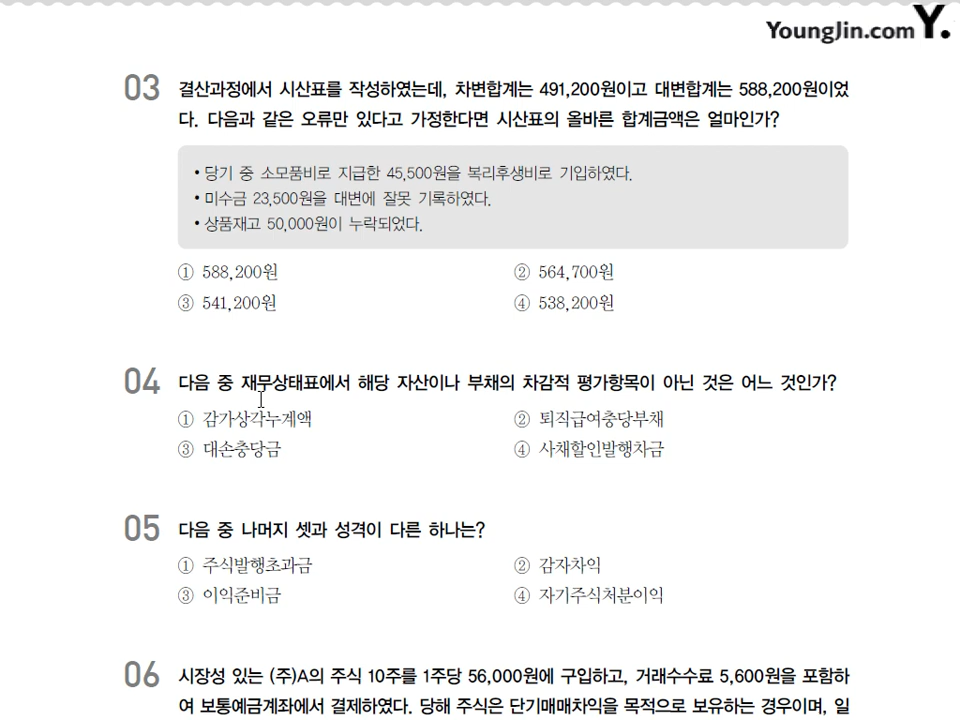 YoungJin.com Y.
03 결산과정에서 시산표를 작성하였는데, 차변합계는 491,200원이고 대변합계는 588,200원이었
다. 다음과 같은 오류만 있다고 가정한다면 시산표의 올바른 합계금액은 얼마인가?
• 당기 중 소모품비로 지급한 45,500원을 복리후생비로 기입하였다.
• 미수금 23,500원을 대변에 잘못 기록하였다.
• 상품재고 50,000원이 누락되었다.
① 588,200원 ② 564,700원
③ 541,200원 ④ 538,200원
04 다음 중 재무상태표에서 해당 자산이나 부채의 차감적 평가항목이 아닌 것은 어느 것인가?
① 감가상각누계액 ② 퇴직급여충당부채
③ 대손충당금 ④ 사채할인발행차금
05 다음 중 나머지 셋과 성격이 다른 하나는?
① 주식발행초과금 ② 감자차익
③ 이익준비금 ④ 자기주식처분이익
06 시장성 있는 (주)A의 주식 10주를 1주당 56,000원에 구입하고, 거래수수료 5,600원을 포함하
여 보통예금계좌에서 결제하였다. 당해 주식은 단기매매차익을 목적으로 보유하는 경우이며, 일